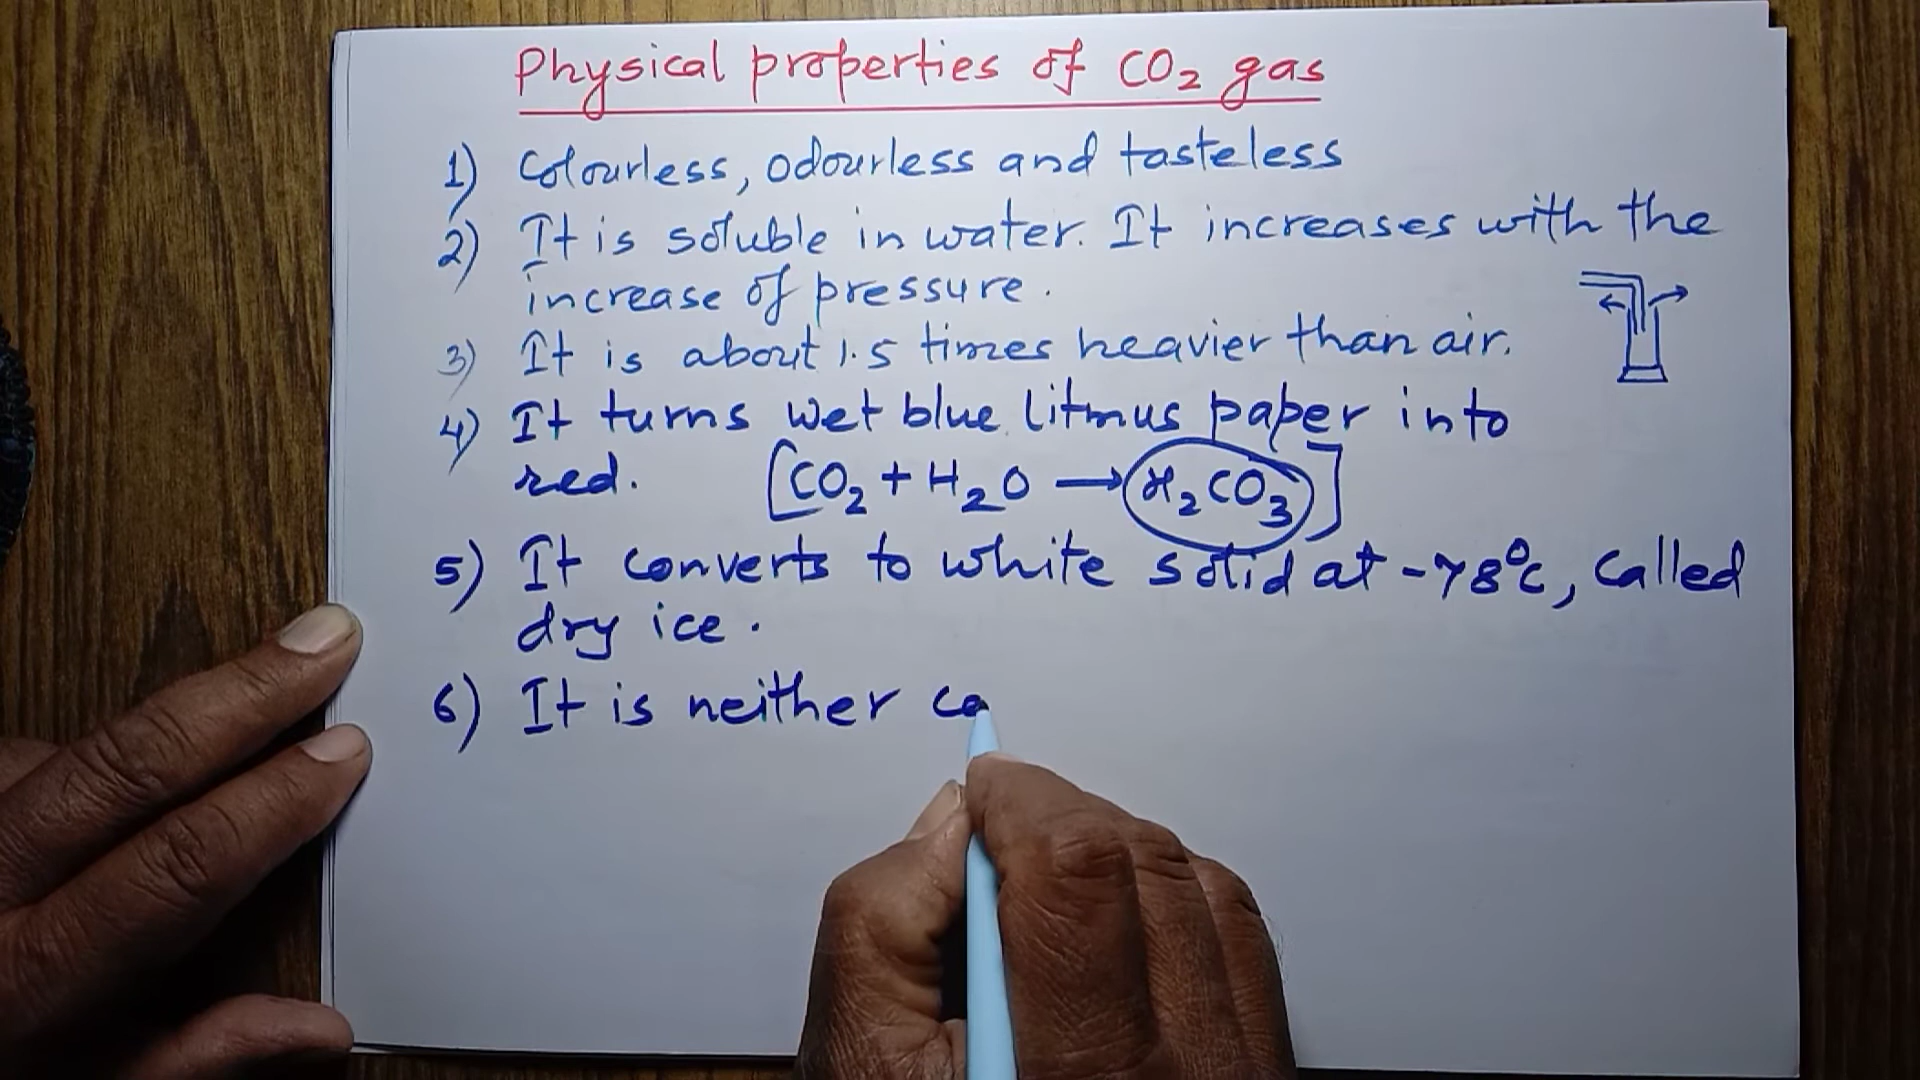 Physical properties of CO₂ gas
1) Colourless, odourless and tasteless
2) It is soluble in water. It increases with the
increase of pressure.
3) It is about 1.5 times heavier than air.
4) It turns wet blue litmus paper into
red. [CO₂ + H₂O → H₂CO₃]
5) It converts to white solid at -78°c, called
dry ice.
6) It is neither co